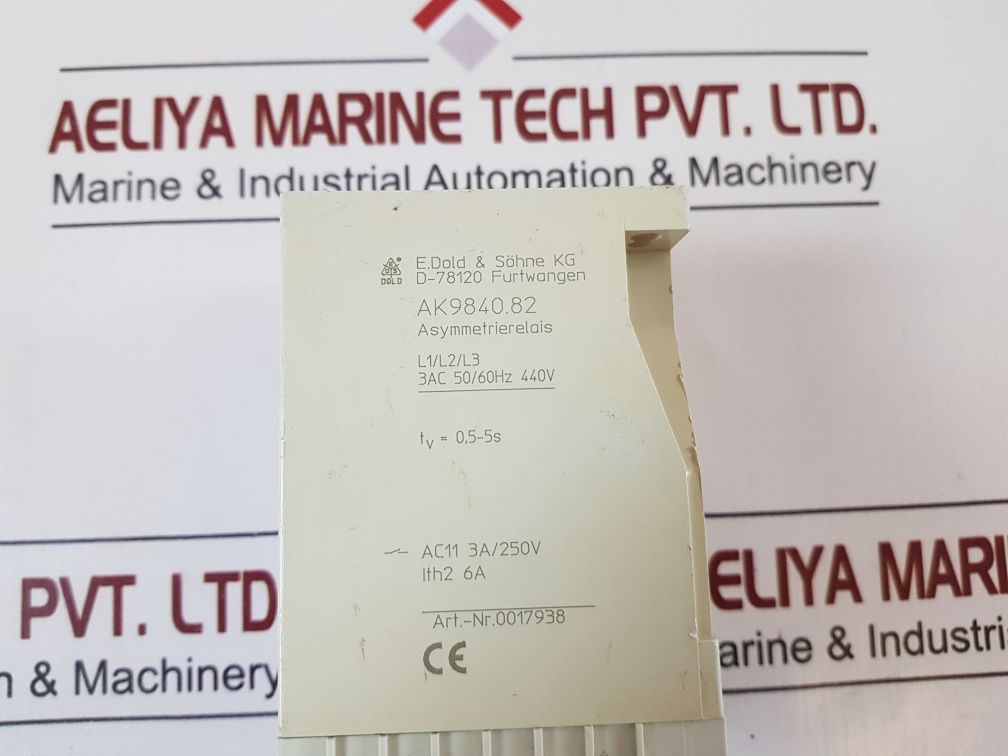 AELIYA MARINE TECH PVT. LTD.
Marine & Industrial Automation & Machinery
E.Dold & Söhne KG
DOLD
D-78120 Furtwangen
AK9840.82
Asymmetrierelais
L1/L2/L3
3AC 50/60Hz 440V
tv = 0,5-5s
AC11 3A/250V
Ith2 6A
Art.-Nr.0017938
CE
PVT. LTD
n & Machinery
ELIYA MARI
arine & Industri